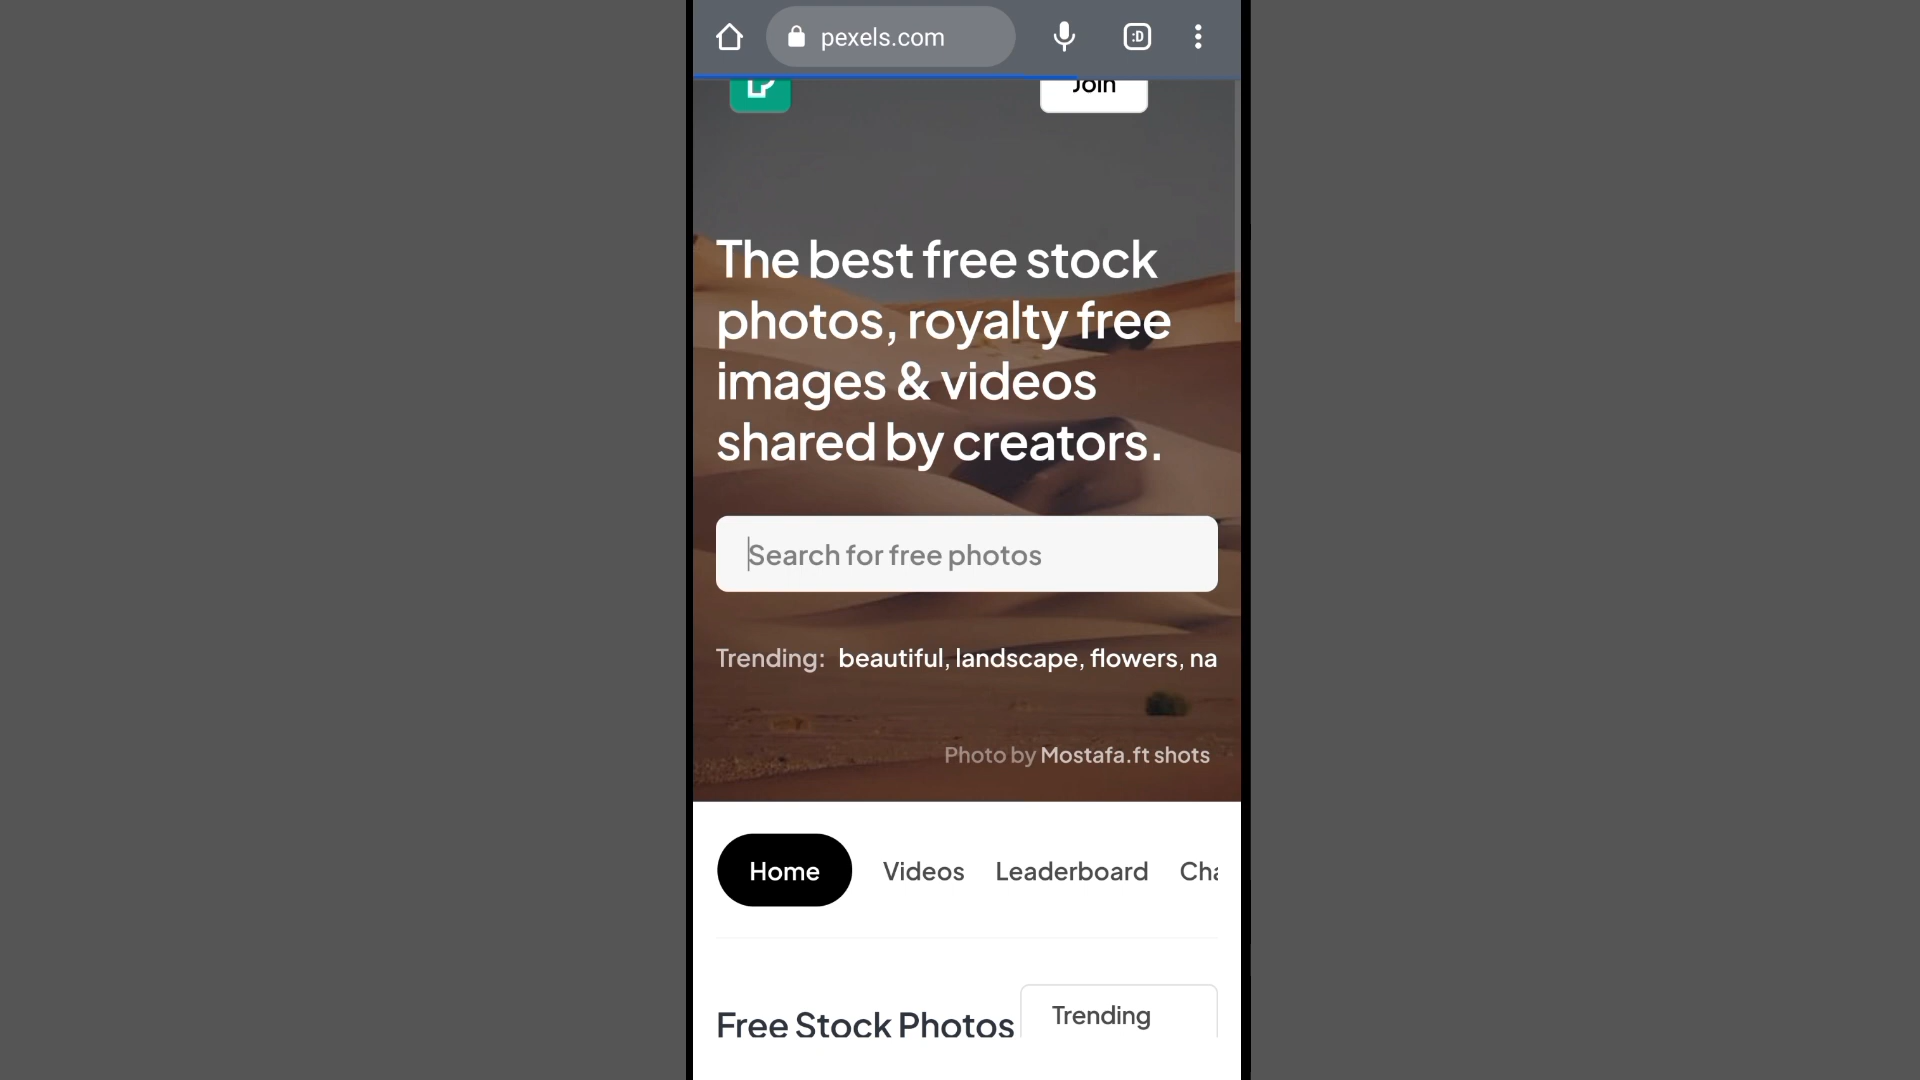 pexels.com
:D
Join
The best free stock
photos, royalty free
images & videos
shared by creators.
Search for free photos
Trending: beautiful, landscape, flowers, na
Photo by Mostafa.ft shots
Home Videos Leaderboard Cha
Free Stock Photos Trending